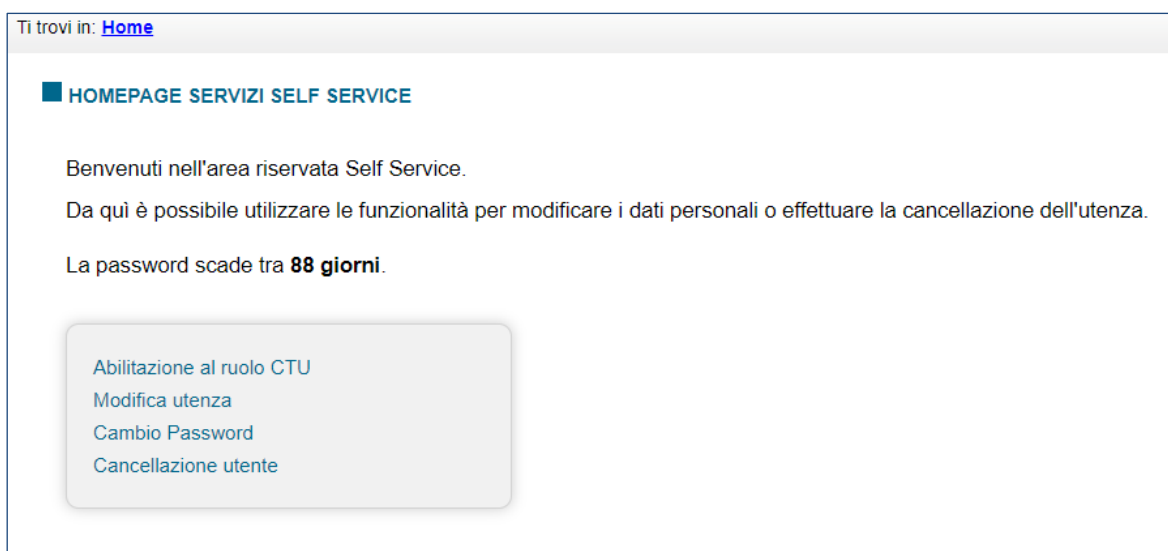 Ti trovi in: Home
HOMEPAGE SERVIZI SELF SERVICE
Benvenuti nell'area riservata Self Service.
Da quì è possibile utilizzare le funzionalità per modificare i dati personali o effettuare la cancellazione dell'utenza.
La password scade tra 88 giorni.
Abilitazione al ruolo CTU
Modifica utenza
Cambio Password
Cancellazione utente